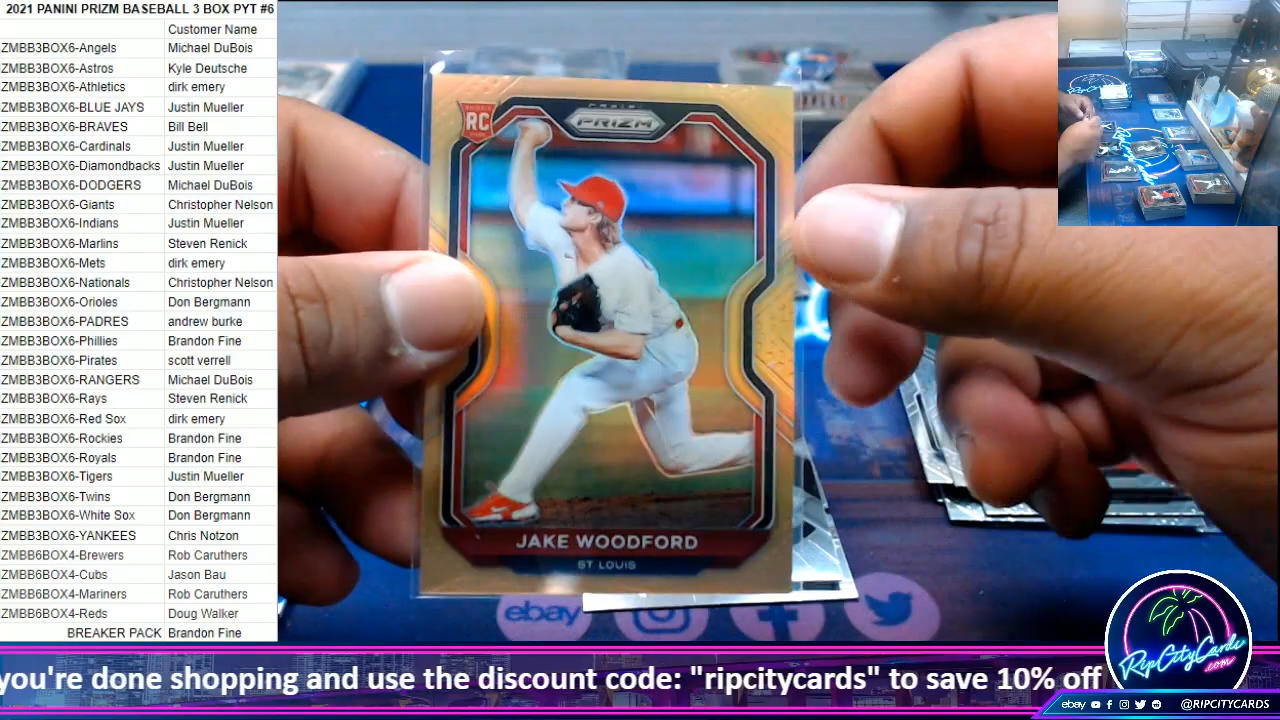 2021 PANINI PRIZM BASEBALL 3 BOX PYT #6
Customer Name
ZMBB3BOX6-Angels Michael DuBois
ZMBB3BOX6-Astros Kyle Deutsche
ZMBB3BOX6-Athletics dirk emery
ZMBB3BOX6-BLUE JAYS Justin Mueller
ZMBB3BOX6-BRAVES Bill Bell
ZMBB3BOX6-Cardinals Justin Mueller
ZMBB3BOX6-Diamondbacks Justin Mueller
ZMBB3BOX6-DODGERS Michael DuBois
ZMBB3BOX6-Giants Christopher Nelson
ZMBB3BOX6-Indians Justin Mueller
ZMBB3BOX6-Marlins Steven Renick
ZMBB3BOX6-Mets dirk emery
ZMBB3BOX6-Nationals Christopher Nelson
ZMBB3BOX6-Orioles Don Bergmann
ZMBB3BOX6-PADRES andrew burke
ZMBB3BOX6-Phillies Brandon Fine
ZMBB3BOX6-Pirates scott verrell
ZMBB3BOX6-RANGERS Michael DuBois
ZMBB3BOX6-Rays Steven Renick
ZMBB3BOX6-Red Sox dirk emery
ZMBB3BOX6-Rockies Brandon Fine
ZMBB3BOX6-Royals Brandon Fine
ZMBB3BOX6-Tigers Justin Mueller
ZMBB3BOX6-Twins Don Bergmann
ZMBB3BOX6-White Sox Don Bergmann
ZMBB3BOX6-YANKEES Chris Notzon
ZMBB6BOX4-Brewers Rob Caruthers
ZMBB6BOX4-Cubs Jason Bau
ZMBB6BOX4-Mariners Rob Caruthers
ZMBB6BOX4-Reds Doug Walker
BREAKER PACK Brandon Fine
RC
PRIZM
JAKE WOODFORD
ST LOUIS
ebay
RipCityCards
.com
you're done shopping and use the discount code: "ripcitycards" to save 10% off
ebay @RIPCITYCARDS